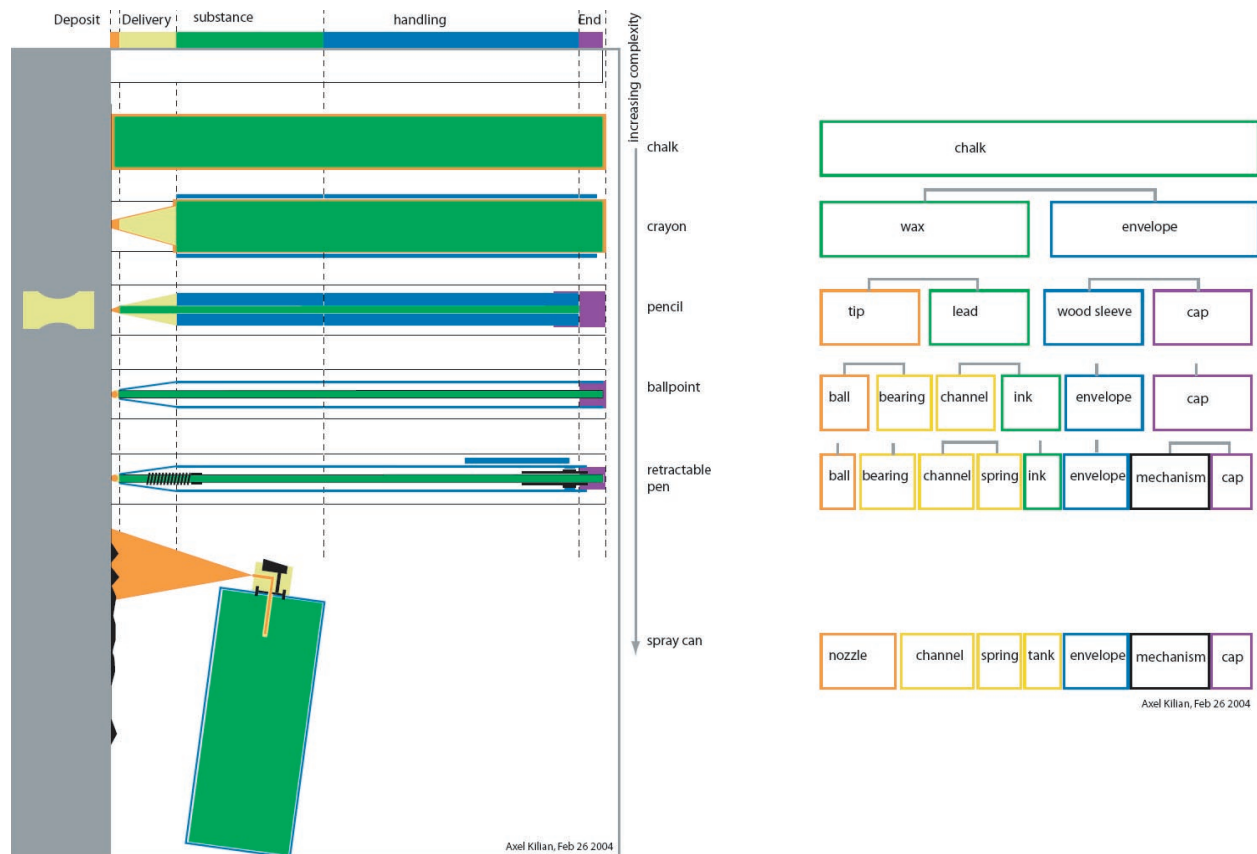 Deposit Delivery substance handling End
increasing complexity
chalk
crayon
pencil
ballpoint
retractable
pen
spray can
Axel Kilian, Feb 26 2004
chalk
wax envelope
tip lead wood sleeve cap
ball bearing channel ink envelope cap
ball bearing channel spring ink envelope mechanism cap
nozzle channel spring tank envelope mechanism cap
Axel Kilian, Feb 26 2004